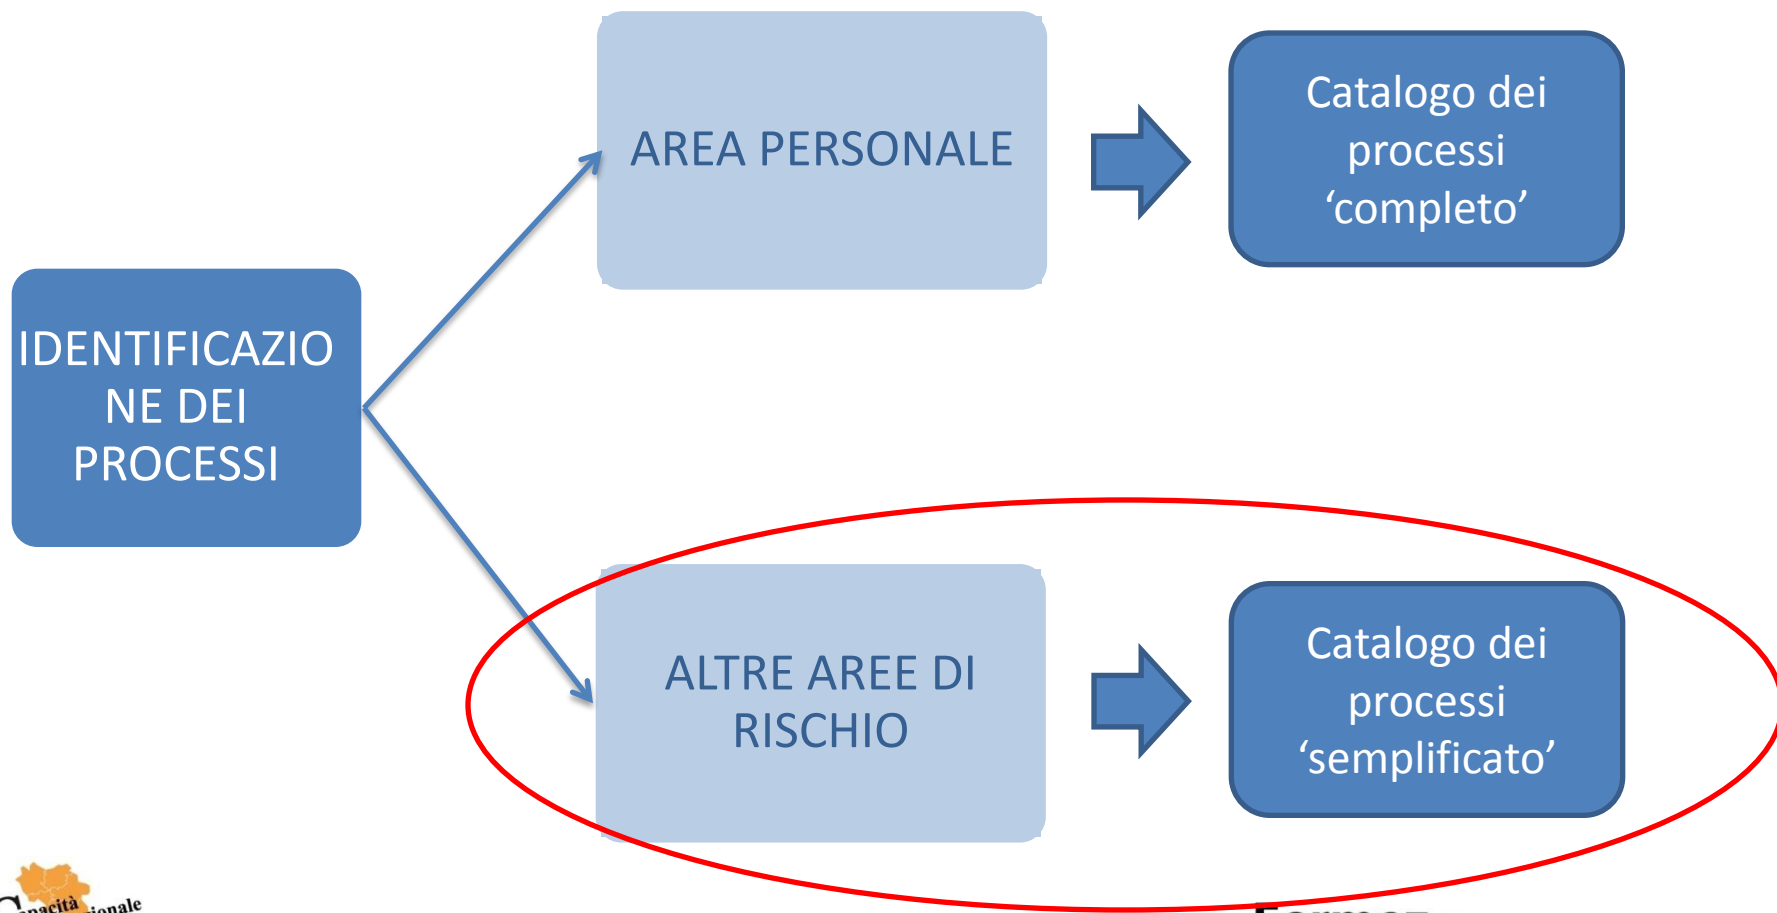 AREA PERSONALE
Catalogo dei
processi
‘completo’
IDENTIFICAZIO
NE DEI
PROCESSI
ALTRE AREE DI
RISCHIO
Catalogo dei
processi
‘semplificato’